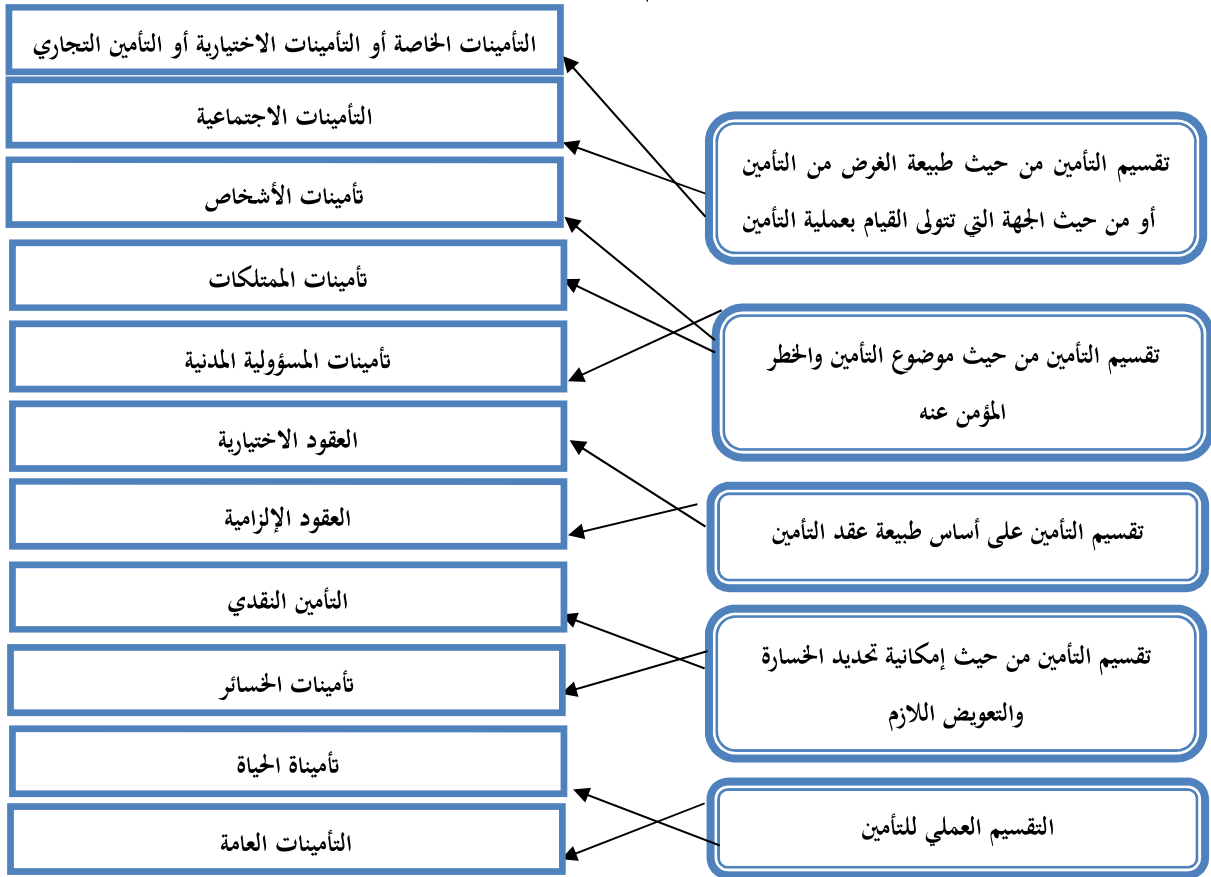 تقسيم التأمين من حيث طبيعة الغرض من التأمين
أو من حيث الجهة التي تتولى القيام بعملية التأمين
تقسيم التأمين من حيث موضوع التأمين والخطر
المؤمن عنه
تقسيم التأمين على أساس طبيعة عقد التأمين
تقسيم التأمين من حيث إمكانية تحديد الخسارة
والتعويض اللازم
التقسيم العملي للتأمين
التأمينات الخاصة أو التأمينات الاختيارية أو التأمين التجاري
التأمينات الاجتماعية
تأمينات الأشخاص
تأمينات الممتلكات
تأمينات المسؤولية المدنية
العقود الاختيارية
العقود الإلزامية
التأمين النقدي
تأمينات الخسائر
تأميناة الحياة
التأمينات العامة